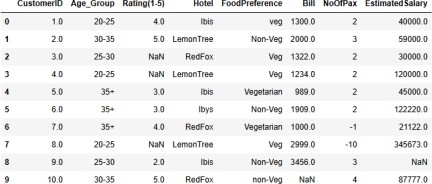 CustomerID Age_Group Rating(1-5) Hotel FoodPreference Bill NoOfPax EstimatedSalary
0 1.0 20-25 4.0 Ibis veg 1300.0 2 40000.0
1 2.0 30-35 5.0 LemonTree Non-Veg 2000.0 3 59000.0
2 3.0 25-30 NaN RedFox Veg 1322.0 2 30000.0
3 4.0 20-25 NaN LemonTree Veg 1234.0 2 120000.0
4 5.0 35+ 3.0 Ibis Vegetarian 989.0 2 45000.0
5 6.0 35+ 3.0 Ibys Non-Veg 1909.0 2 122220.0
6 7.0 35+ 4.0 RedFox Vegetarian 1000.0 -1 21122.0
7 8.0 20-25 NaN LemonTree Veg 2999.0 -10 345673.0
8 9.0 25-30 2.0 Ibis Non-Veg 3456.0 3 NaN
9 10.0 30-35 5.0 RedFox non-Veg NaN 4 87777.0